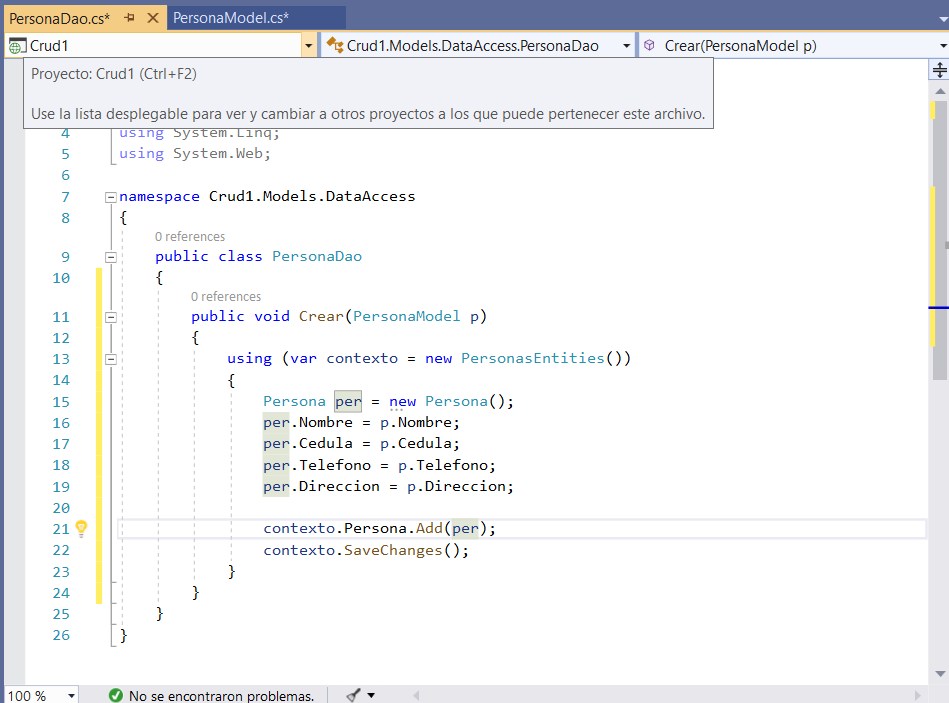 PersonaDao.cs*
PersonaModel.cs*
Crud1
Crud1.Models.DataAccess.PersonaDao
Crear(PersonaModel p)
Proyecto: Crud1 (Ctrl+F2)
Use la lista desplegable para ver y cambiar a otros proyectos a los que puede pertenecer este archivo.
4 using System.Linq;
5 using System.Web;
6
7 namespace Crud1.Models.DataAccess
8 {
0 references
9 public class PersonaDao
10 {
0 references
11 public void Crear(PersonaModel p)
12 {
13 using (var contexto = new PersonasEntities())
14 {
15 Persona per = new Persona();
16 per.Nombre = p.Nombre;
17 per.Cedula = p.Cedula;
18 per.Telefono = p.Telefono;
19 per.Direccion = p.Direccion;
20
21 contexto.Persona.Add(per);
22 contexto.SaveChanges();
23 }
24 }
25 }
26 }
100 %
No se encontraron problemas.